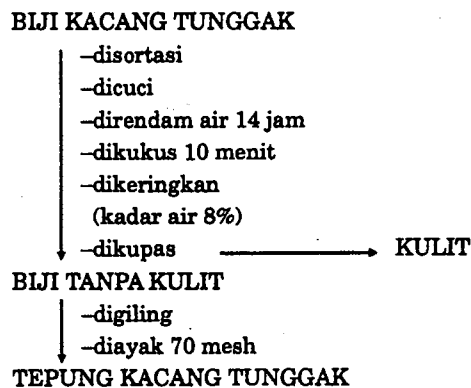 BIJI KACANG TUNGGAK
–disortasi
–dicuci
–direndam air 14 jam
–dikukus 10 menit
–dikeringkan
(kadar air 8%)
–dikupas KULIT
BIJI TANPA KULIT
–digiling
–diayak 70 mesh
TEPUNG KACANG TUNGGAK